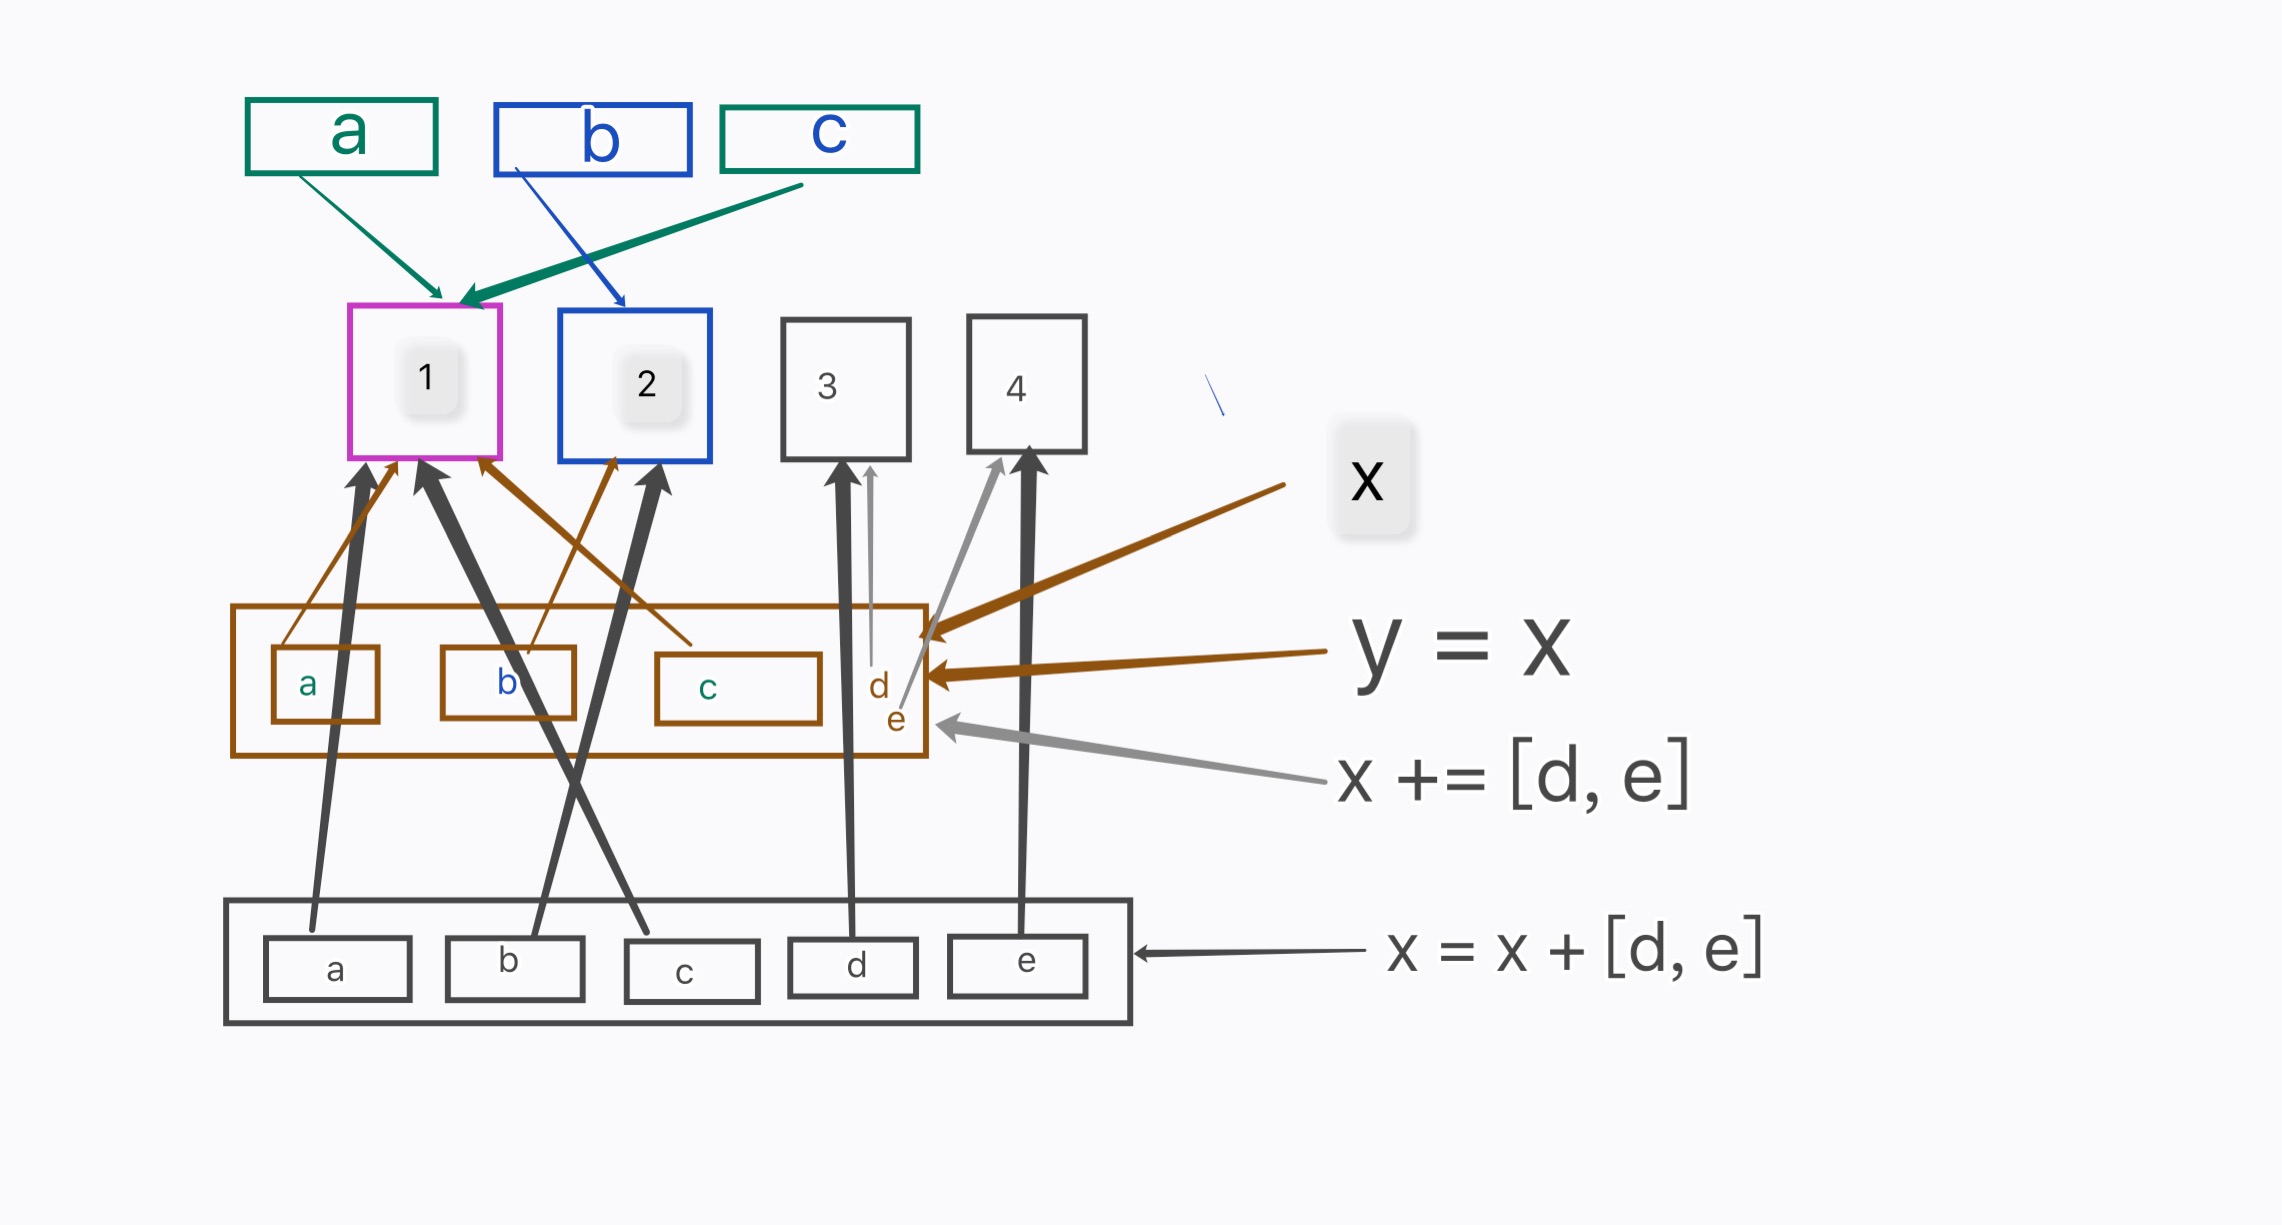 a b c
1 2 3 4
x
y = x
a b c d
e
x += [d, e]
a b c d e
x = x + [d, e]